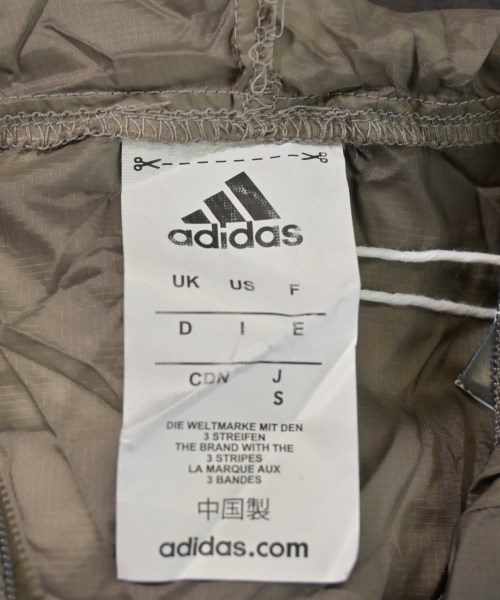 adidas
UK US F
D I E
CDN J
S
DIE WELTMARKE MIT DEN
3 STREIFEN
THE BRAND WITH THE
3 STRIPES
LA MARQUE AUX
3 BANDES
中国製
adidas.com